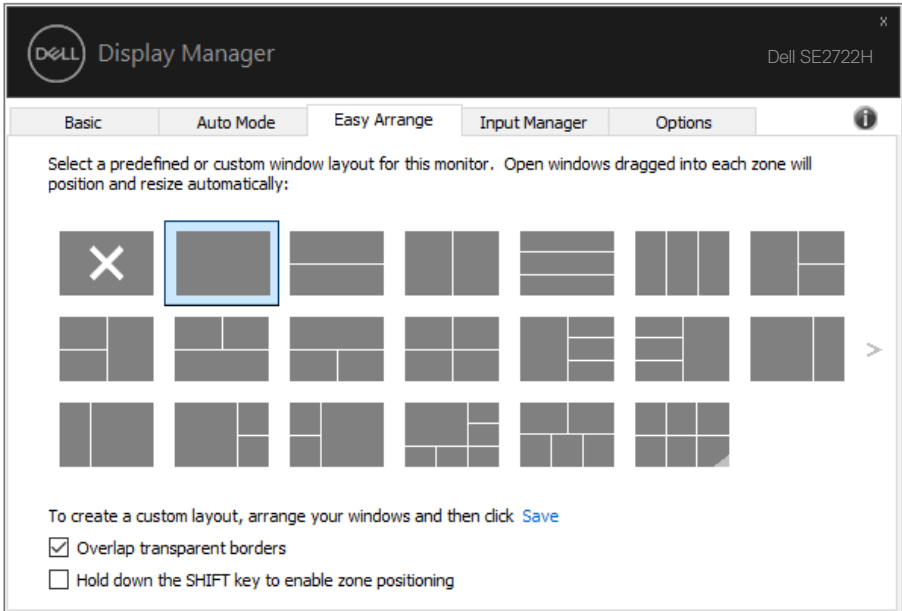 x
DELL Display Manager
Dell SE2722H
Basic Auto Mode Easy Arrange Input Manager Options
Select a predefined or custom window layout for this monitor. Open windows dragged into each zone will
position and resize automatically:
>
To create a custom layout, arrange your windows and then click Save
Overlap transparent borders
Hold down the SHIFT key to enable zone positioning